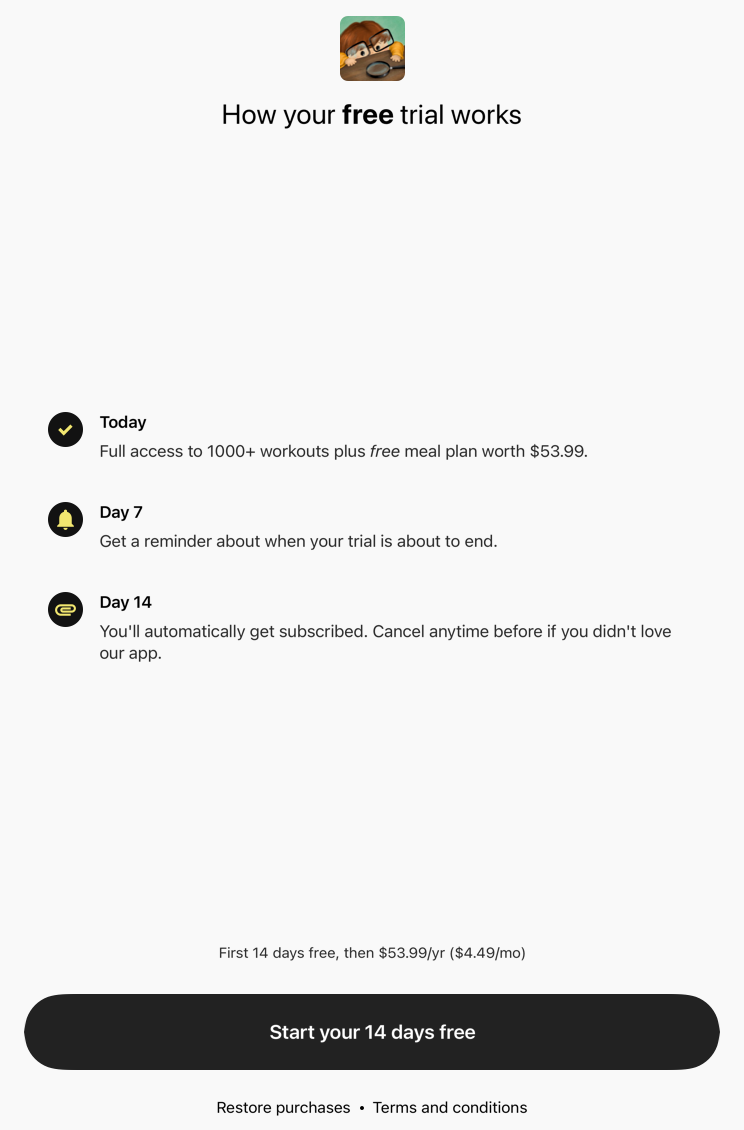 How your free trial works
Today
Full access to 1000+ workouts plus free meal plan worth $53.99.
Day 7
Get a reminder about when your trial is about to end.
Day 14
You'll automatically get subscribed. Cancel anytime before if you didn't love
our app.
First 14 days free, then $53.99/yr ($4.49/mo)
Start your 14 days free
Restore purchases • Terms and conditions